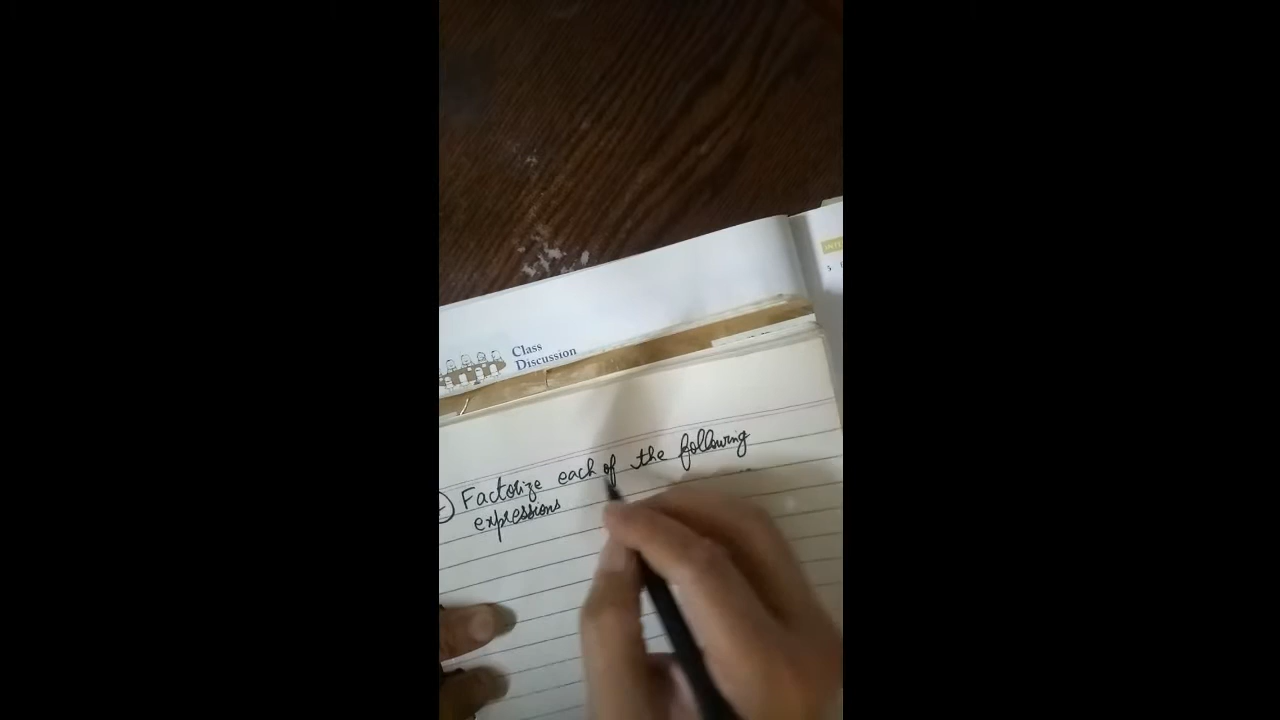 Class
Discussion
Factorize each of the following
expressions